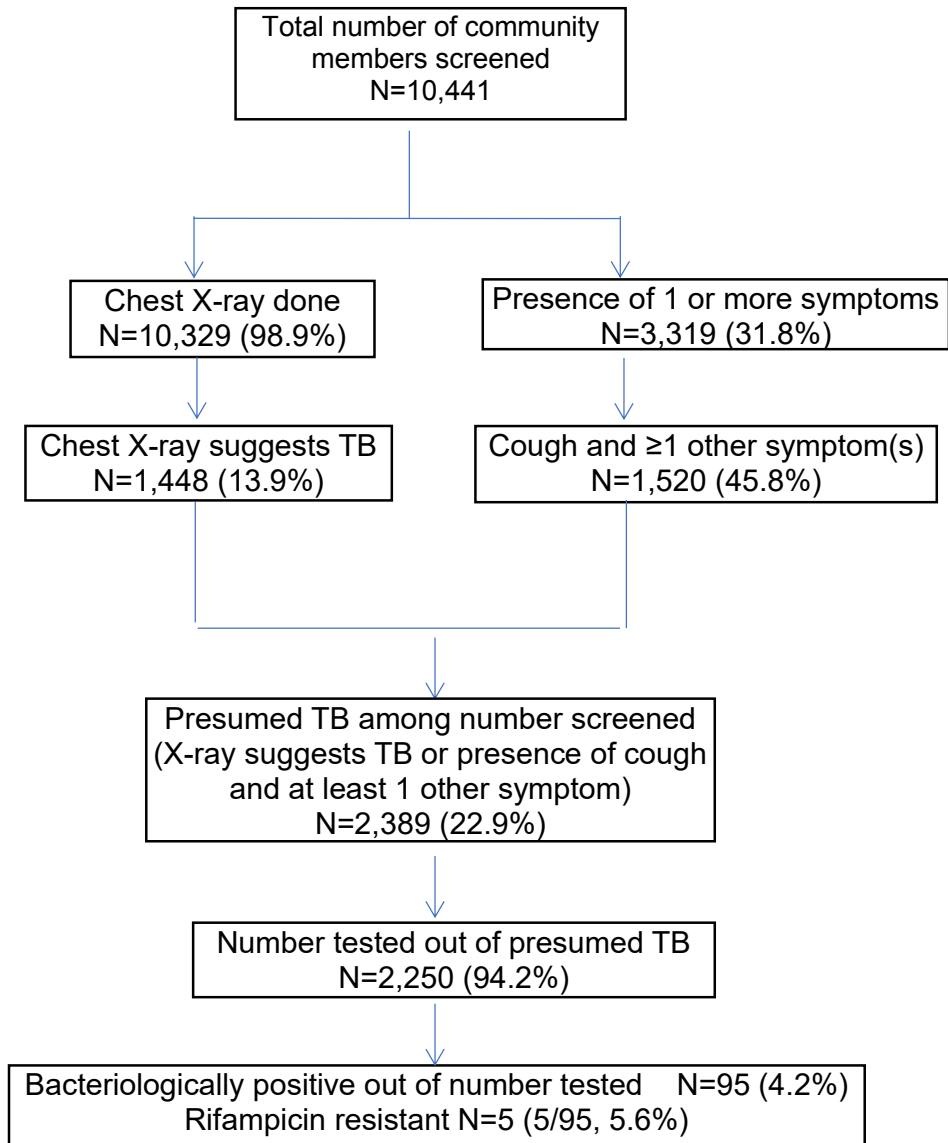 Total number of community
members screened
N=10,441
Chest X-ray done
N=10,329 (98.9%)
Presence of 1 or more symptoms
N=3,319 (31.8%)
Chest X-ray suggests TB
N=1,448 (13.9%)
Cough and ≥1 other symptom(s)
N=1,520 (45.8%)
Presumed TB among number screened
(X-ray suggests TB or presence of cough
and at least 1 other symptom)
N=2,389 (22.9%)
Number tested out of presumed TB
N=2,250 (94.2%)
Bacteriologically positive out of number tested N=95 (4.2%)
Rifampicin resistant N=5 (5/95, 5.6%)